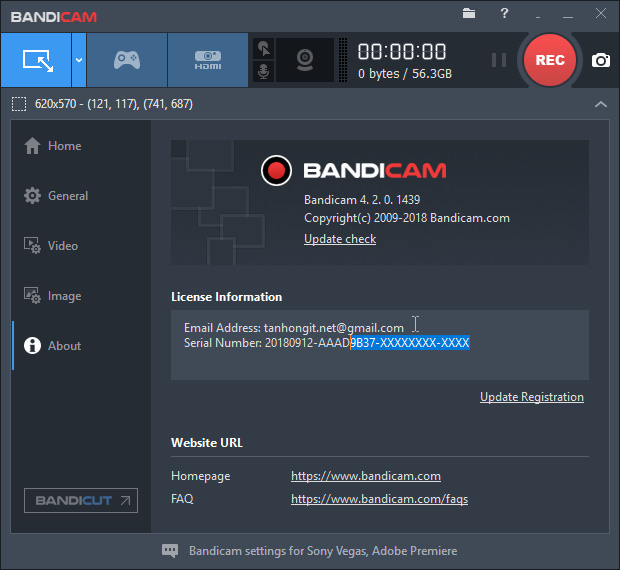 BANDICAM
?
HDMI
00:00:00
0 bytes / 56.3GB
REC
620x570 - (121, 117), (741, 687)
Home
General
Video
Image
About
BANDICUT
BANDICAM
Bandicam 4. 2. 0. 1439
Copyright(c) 2009-2018 Bandicam.com
Update check
License Information
Email Address: tanhongit.net@gmail.com
Serial Number: 20180912-AAAD9B37-XXXXXXXX-XXXX
Update Registration
Website URL
Homepage https://www.bandicam.com
FAQ https://www.bandicam.com/faqs
Bandicam settings for Sony Vegas, Adobe Premiere